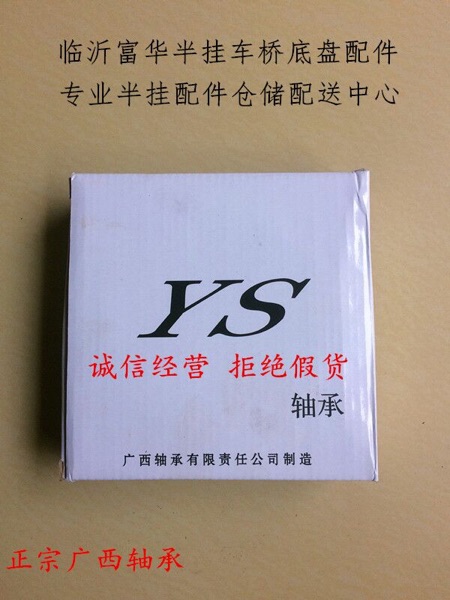 临沂富华半挂车桥底盘配件
专业半挂配件仓储配送中心
YS
诚信经营 拒绝假货
轴承
广西轴承有限责任公司制造
正宗广西轴承